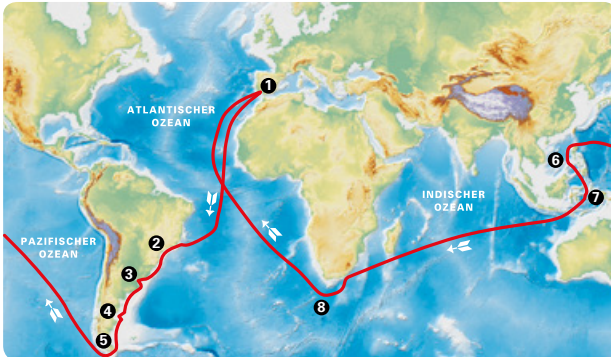 1
ATLANTISCHER
OZEAN
6
INDISCHER
OZEAN
7
PAZIFISCHER
OZEAN
2
3
8
4
5